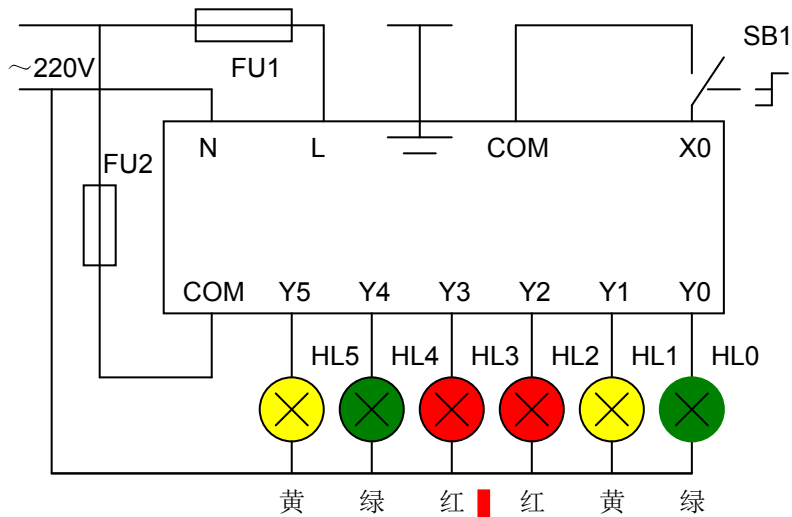 SB1
~220V
FU1
N L COM X0
FU2
COM Y5 Y4 Y3 Y2 Y1 Y0
HL5 HL4 HL3 HL2 HL1 HL0
黄 绿 红 红 黄 绿